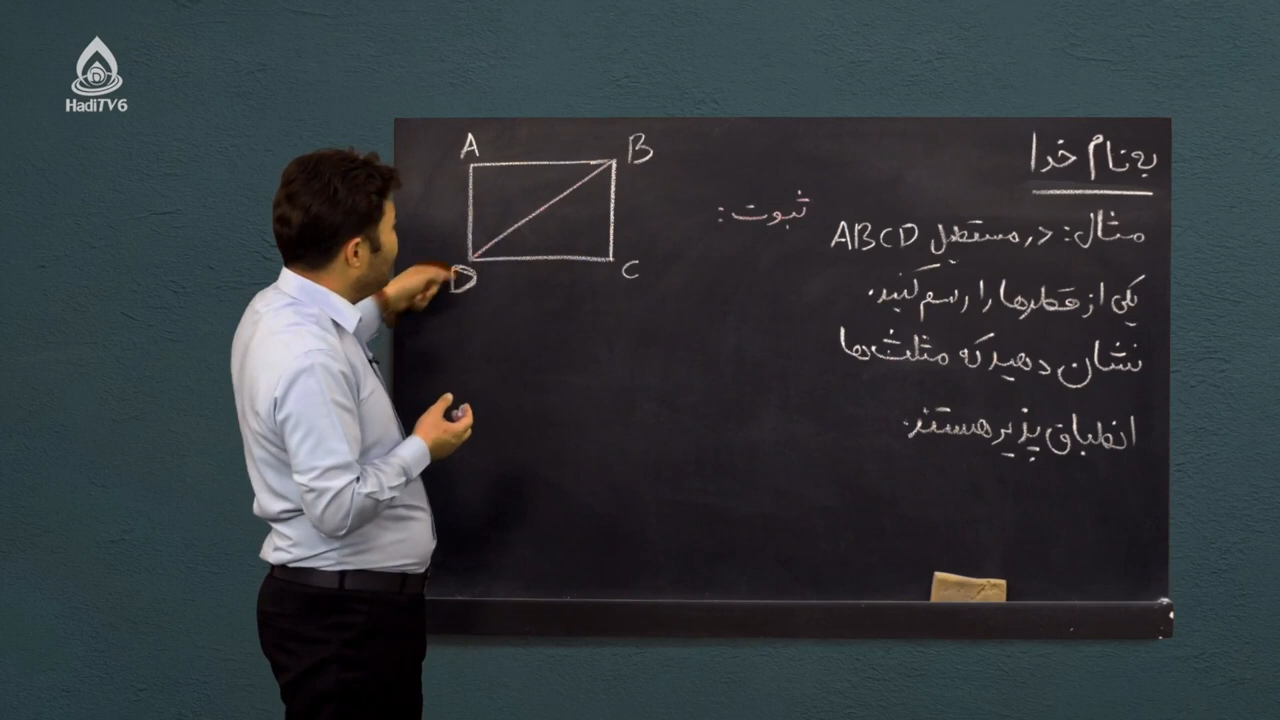 HadiTV6
به نام خدا
مثال: در مستطیل ABCD
یکی از قطرها را رسم کنید.
نشان دهید که مثلث ها
انطباق پذیر هستند.
ثبوت:
A
B
D
C